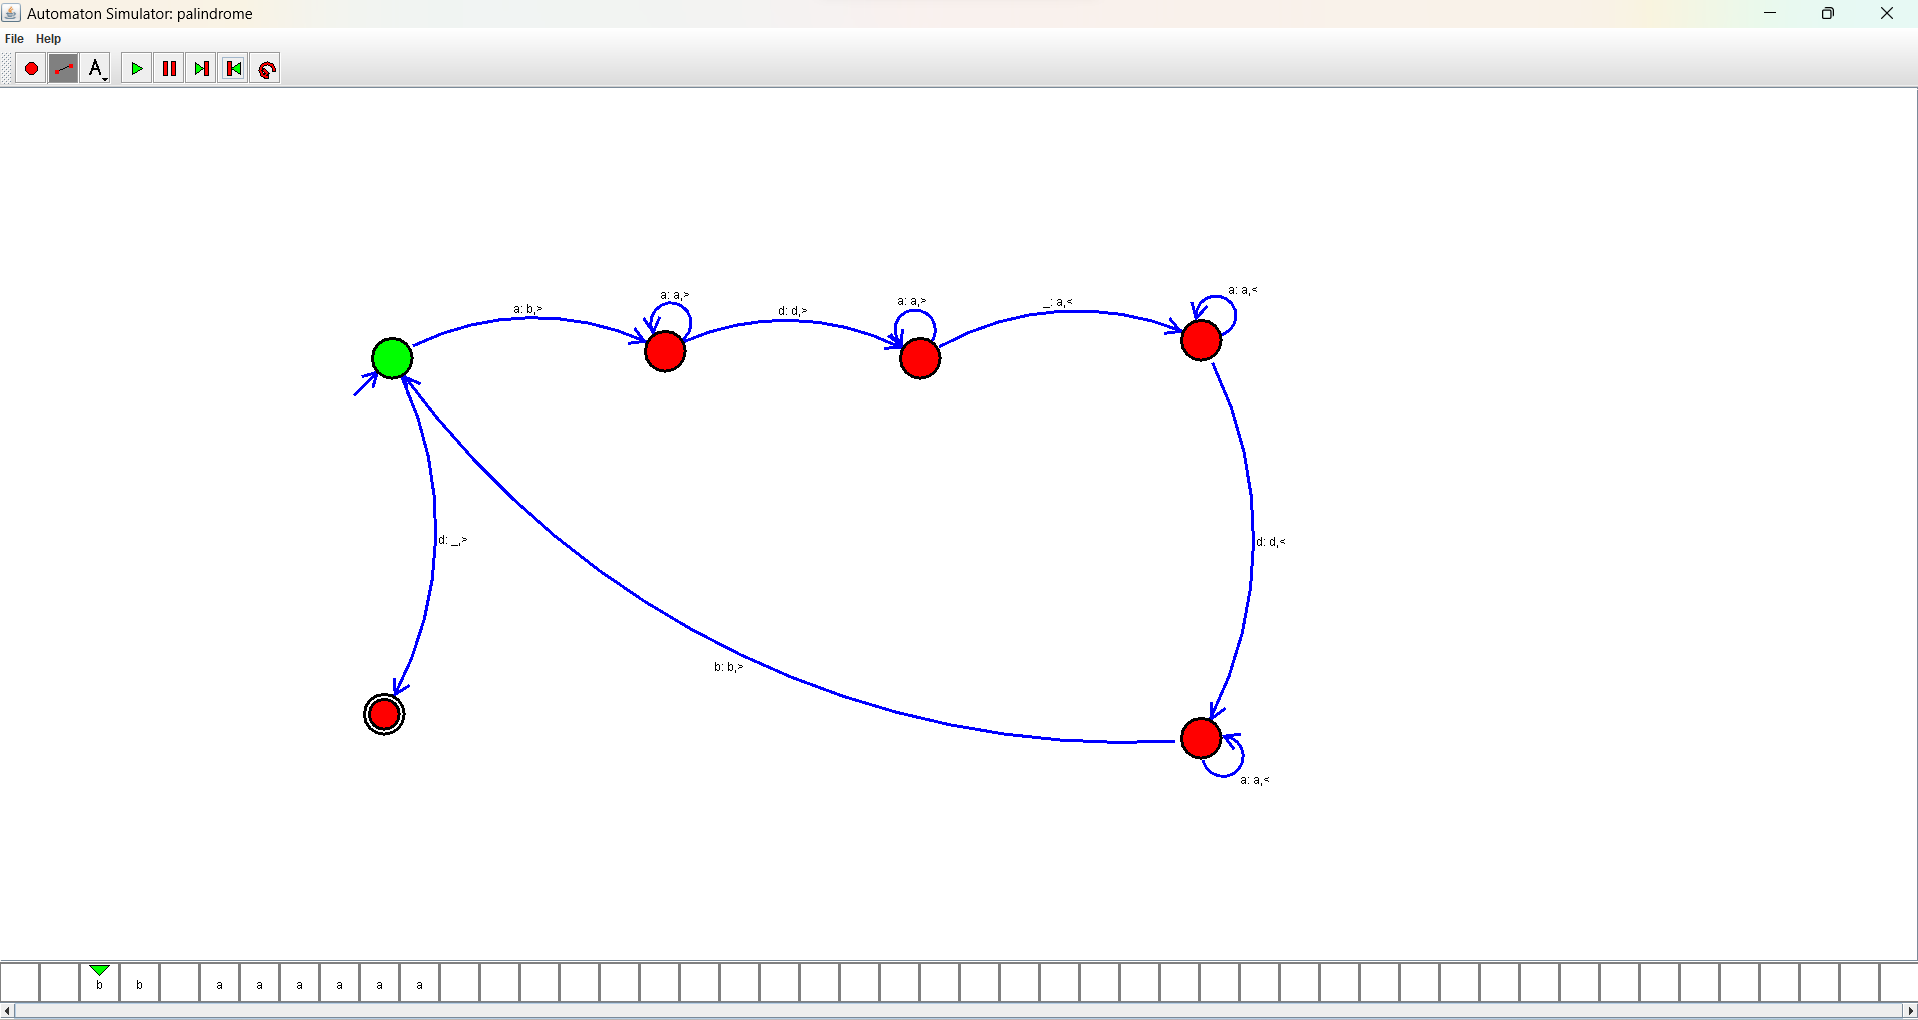 Automaton Simulator: palindrome
File Help
A
a: a,<
a: a,>
a: a,>
_: a,<
a: b,>
d: d,>
d: _,>
d: d,<
b: b,>
a: a,<
b b a a a a a a